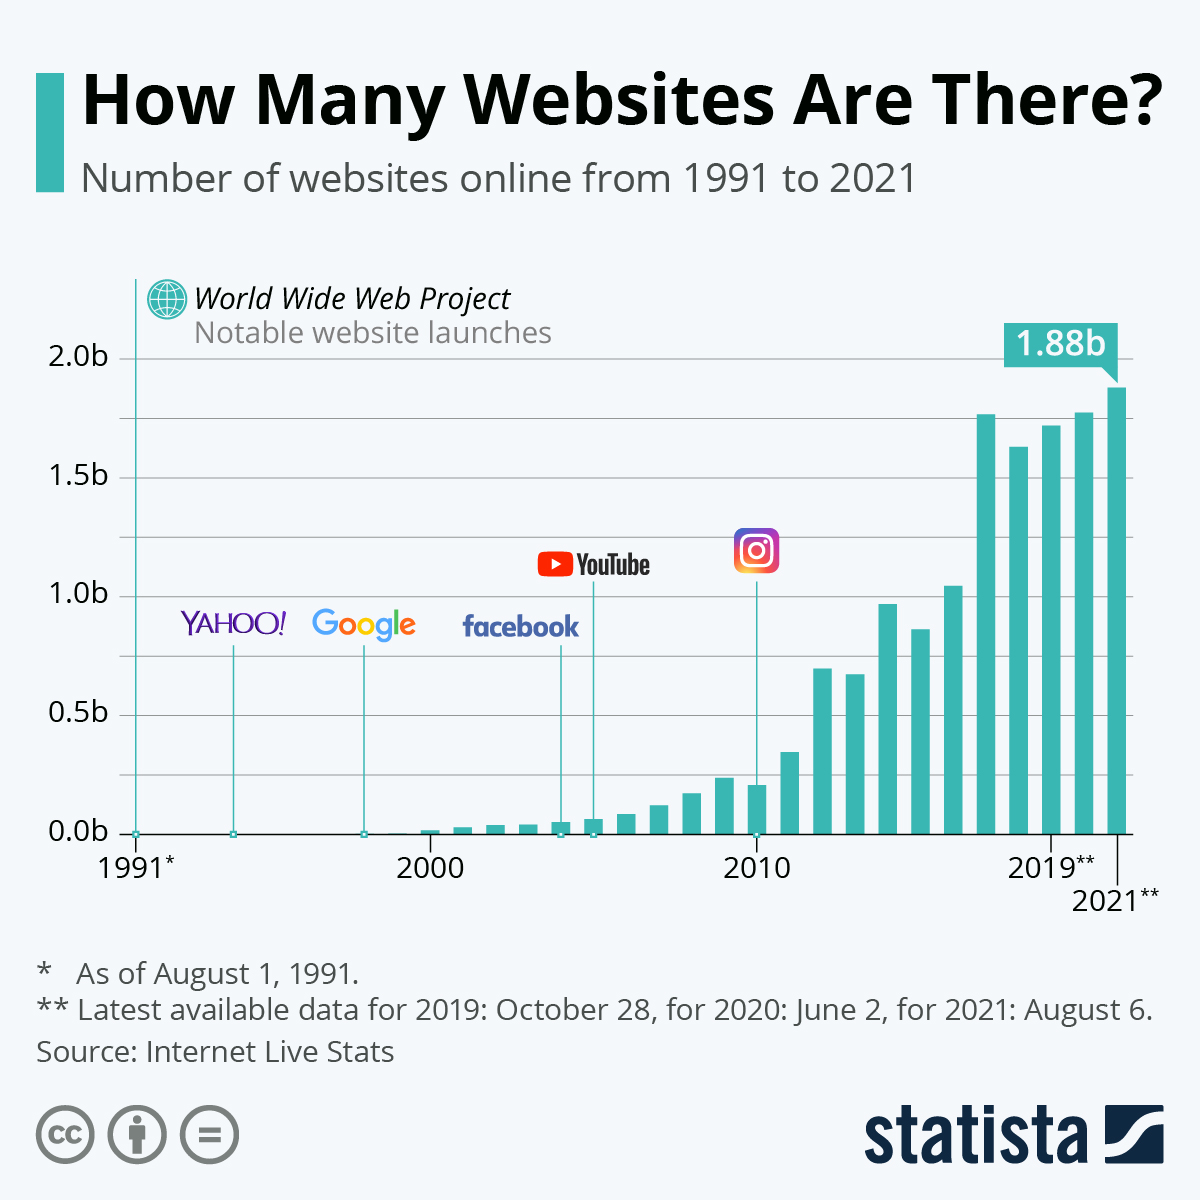 How Many Websites Are There?
Number of websites online from 1991 to 2021
World Wide Web Project
Notable website launches
2.0b
1.88b
1.5b
1.0b
0.5b
0.0b
YouTube
YAHOO!
Google
facebook
1991*
2000
2010
2019**
2021**
* As of August 1, 1991.
** Latest available data for 2019: October 28, for 2020: June 2, for 2021: August 6.
Source: Internet Live Stats
cc
statista